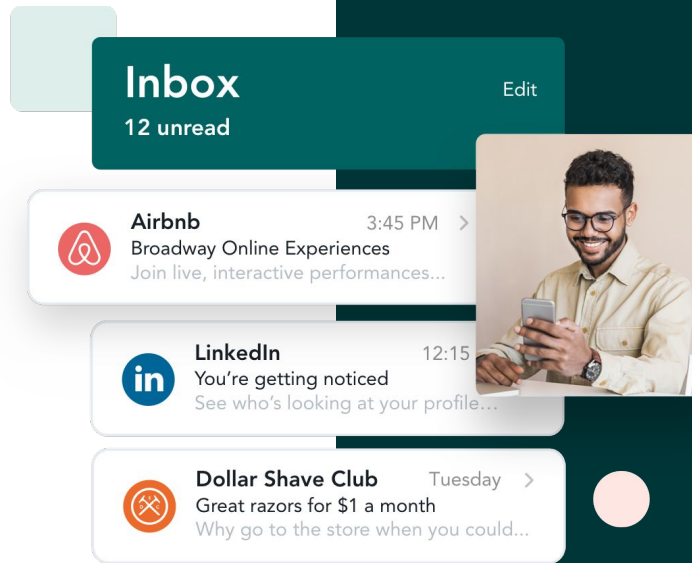 Inbox
Edit
12 unread
Airbnb
3:45 PM
Broadway Online Experiences
Join live, interactive performances...
LinkedIn
12:15
You’re getting noticed
See who’s looking at your profile...
in
Dollar Shave Club
Tuesday
Great razors for $1 a month
Why go to the store when you could...